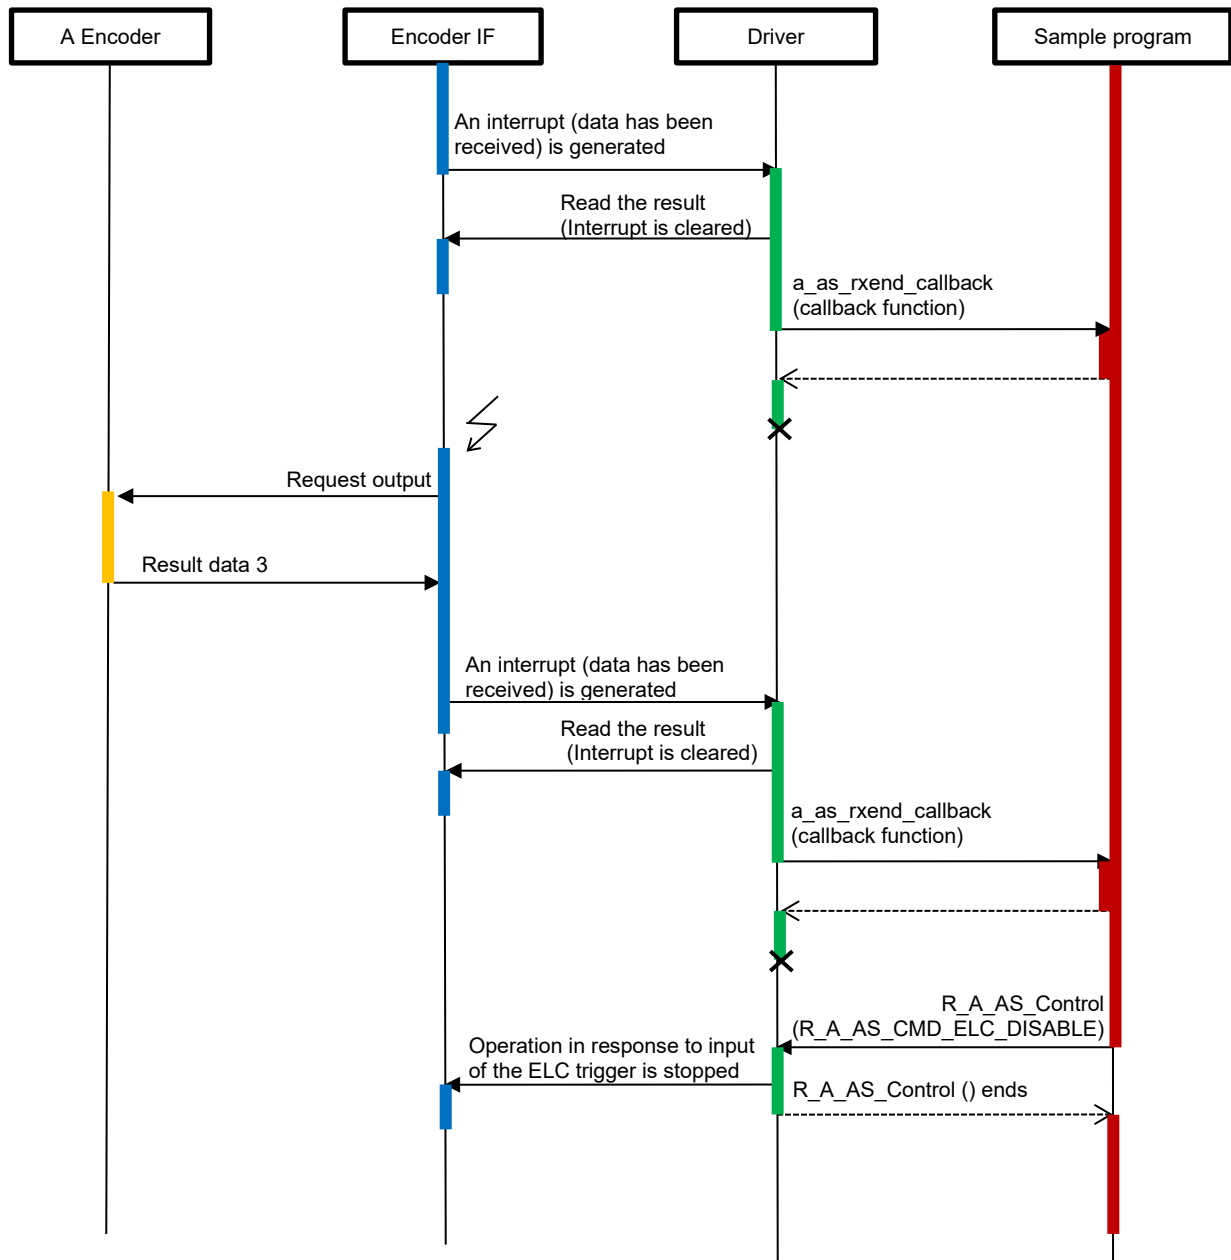 A Encoder
Encoder IF
Driver
Sample program
An interrupt (data has been
received) is generated
Read the result
(Interrupt is cleared)
a_as_rxend_callback
(callback function)
Request output
Result data 3
An interrupt (data has been
received) is generated
Read the result
(Interrupt is cleared)
a_as_rxend_callback
(callback function)
R_A_AS_Control
(R_A_AS_CMD_ELC_DISABLE)
Operation in response to input
of the ELC trigger is stopped
R_A_AS_Control () ends